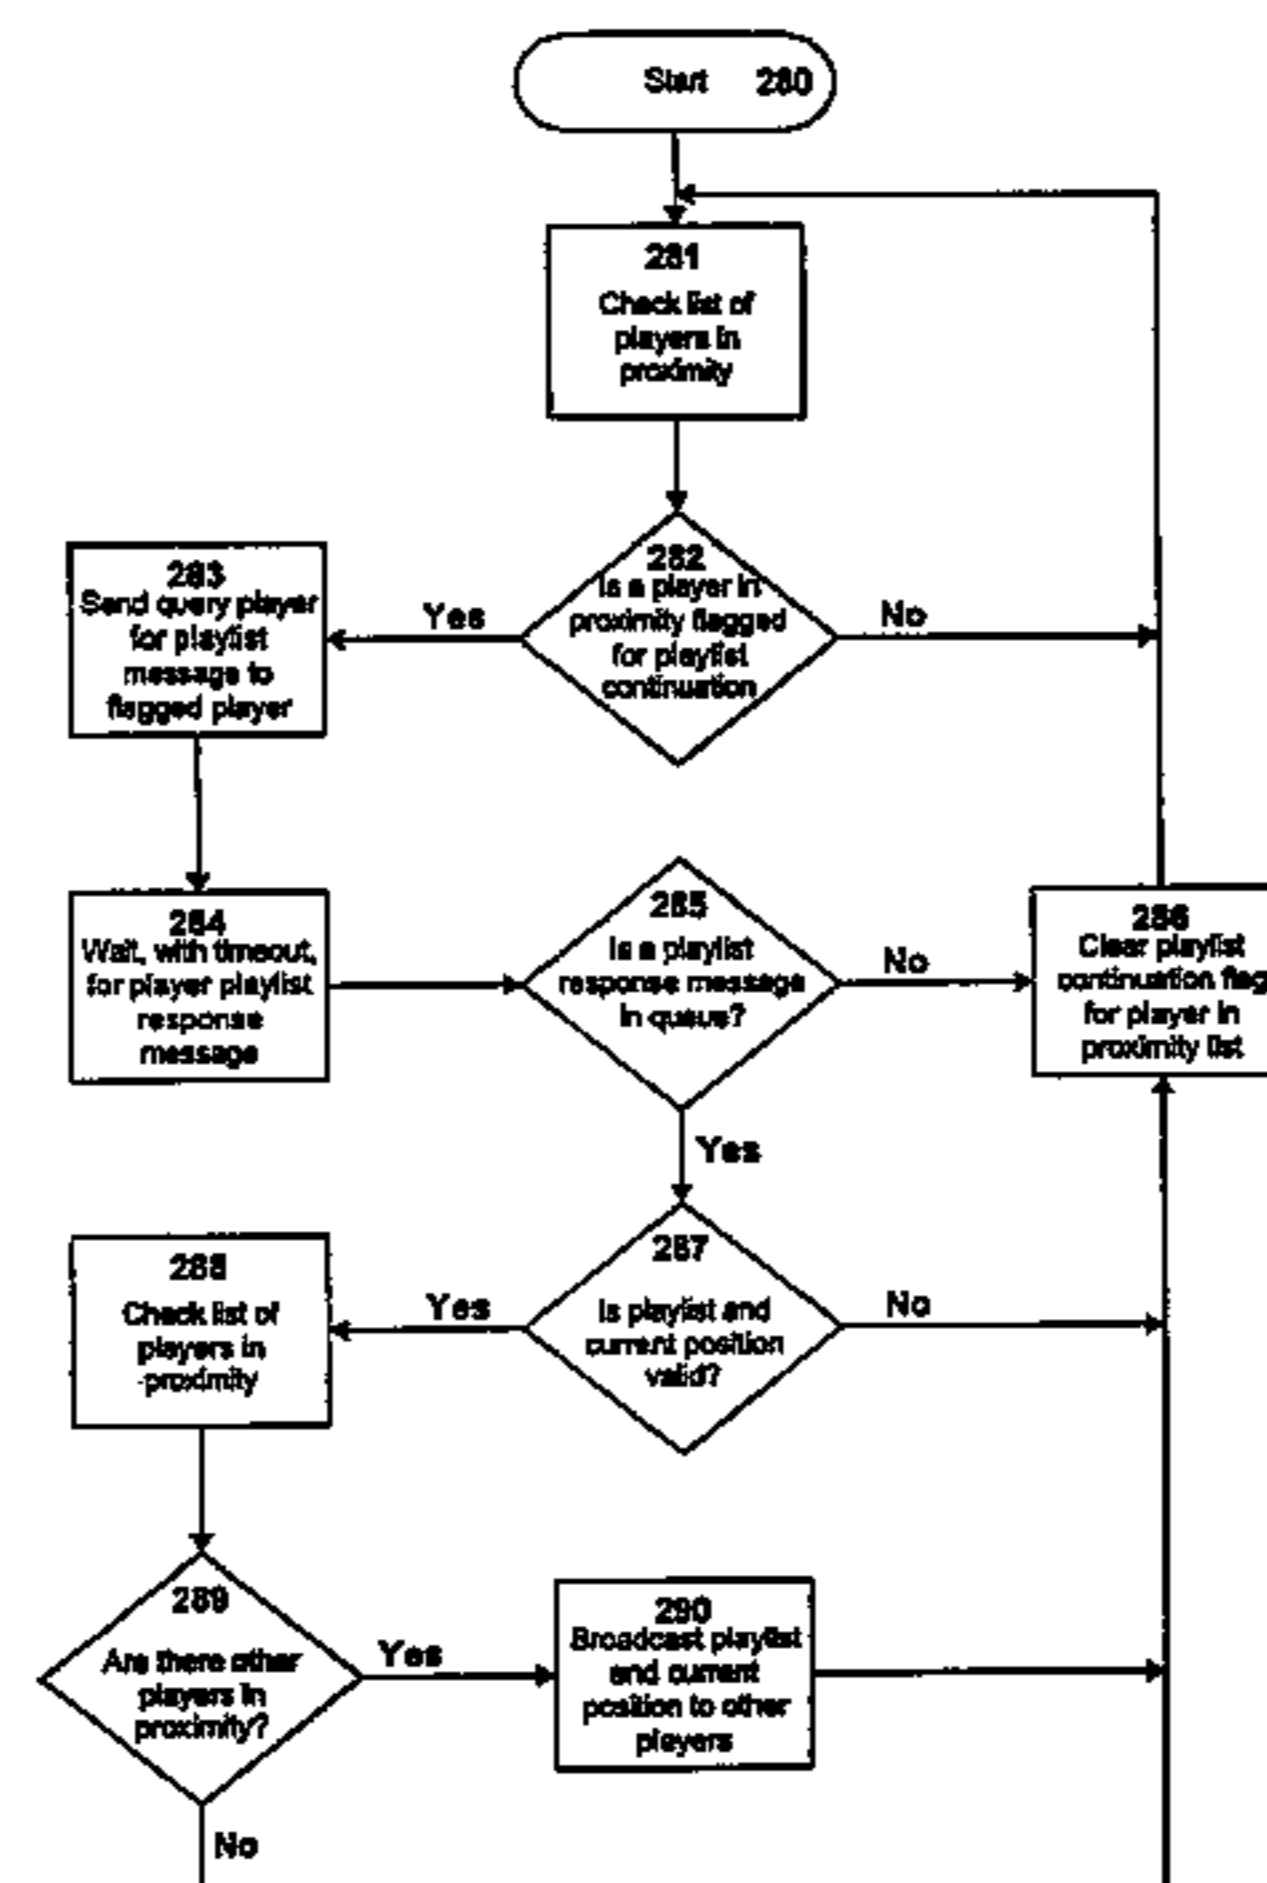 Start 280
281
Check list of
players in
proximity
282
Is a player in
proximity flagged
for playlist
continuation
Yes
No
283
Send query player
for playlist
message to
flagged player
284
Wait, with timeout,
for player playlist
response
message
285
Is a playlist
response message
in queue?
No
Yes
286
Clear playlist
continuation flag
for player in
proximity list
287
Is playlist and
current position
valid?
Yes
No
288
Check list of
players in
proximity
289
Are there other
players in
proximity?
Yes
No
290
Broadcast playlist
and current
position to other
players